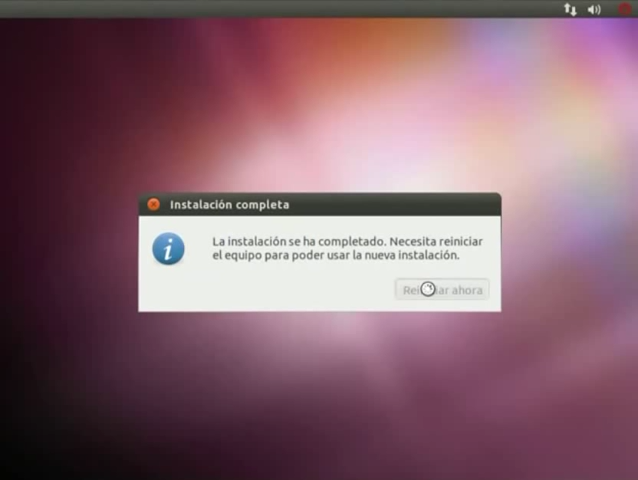 Instalación completa
La instalación se ha completado. Necesita reiniciar
el equipo para poder usar la nueva instalación.
ahora